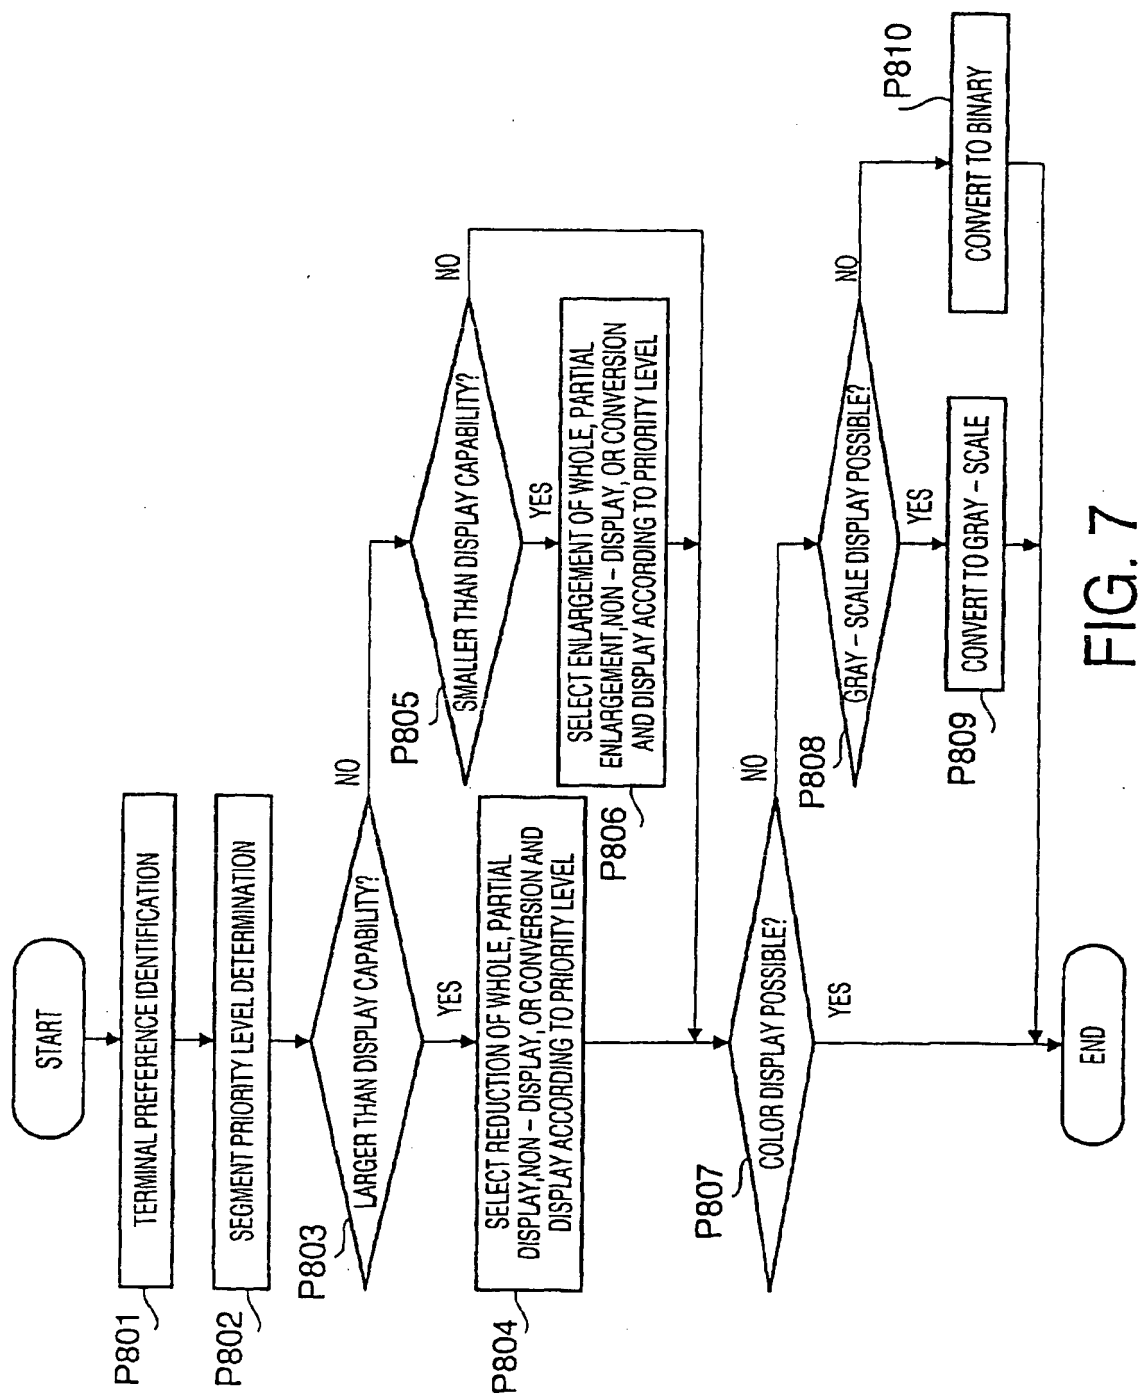 START
P801
TERMINAL PREFERENCE IDENTIFICATION
P802
SEGMENT PRIORITY LEVEL DETERMINATION
P803
LARGER THAN DISPLAY CAPABILITY?
NO
YES
P804
SELECT REDUCTION OF WHOLE, PARTIAL
DISPLAY,NON - DISPLAY, OR CONVERSION AND
DISPLAY ACCORDING TO PRIORITY LEVEL
P805
SMALLER THAN DISPLAY CAPABILITY?
NO
YES
P806
SELECT ENLARGEMENT OF WHOLE, PARTIAL
ENLARGEMENT,NON - DISPLAY, OR CONVERSION
AND DISPLAY ACCORDING TO PRIORITY LEVEL
P807
COLOR DISPLAY POSSIBLE?
NO
YES
P808
GRAY - SCALE DISPLAY POSSIBLE?
NO
YES
P809
CONVERT TO GRAY - SCALE
P810
CONVERT TO BINARY
END
FIG. 7